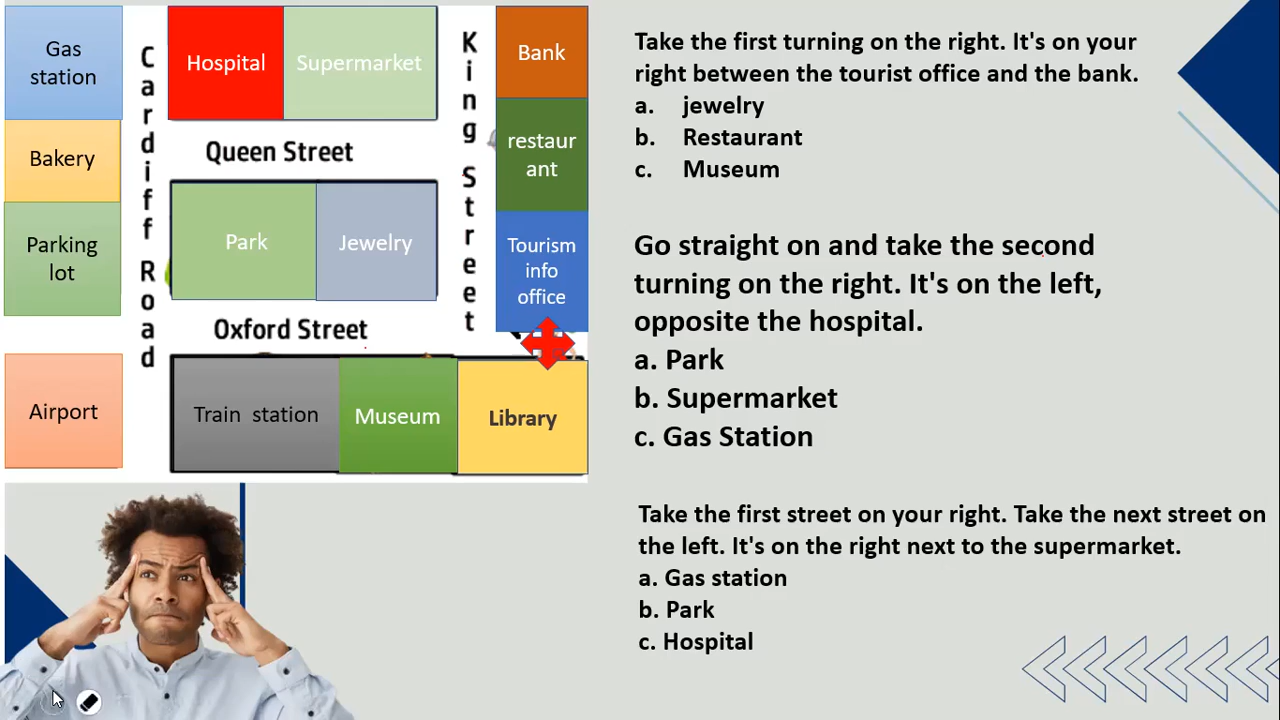 Gas
station
Bakery
Parking
lot
Airport
Cardiff Road
Hospital
Supermarket
Queen Street
Park
Jewelry
Oxford Street
Train station
Museum
Library
King Street
Bank
restaur
ant
Tourism
info
office
Take the first turning on the right. It's on your
right between the tourist office and the bank.
a. jewelry
b. Restaurant
c. Museum
Go straight on and take the second
turning on the right. It's on the left,
opposite the hospital.
a. Park
b. Supermarket
c. Gas Station
Take the first street on your right. Take the next street on
the left. It's on the right next to the supermarket.
a. Gas station
b. Park
c. Hospital